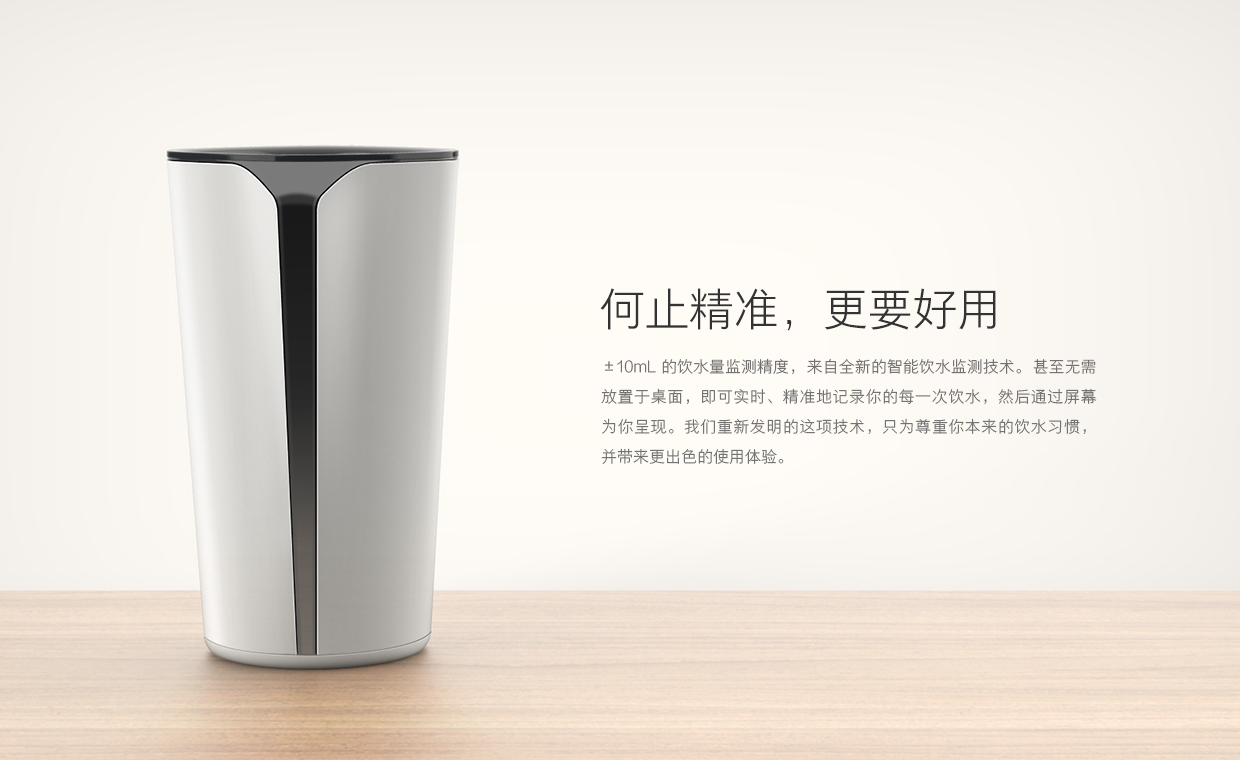 何止精准，更要好用
±10mL 的饮水量监测精度，来自全新的智能饮水监测技术。甚至无需
放置于桌面，即可实时、精准地记录你的每一次饮水，然后通过屏幕
为你呈现。我们重新发明的这项技术，只为尊重你本来的饮水习惯，
并带来更出色的使用体验。